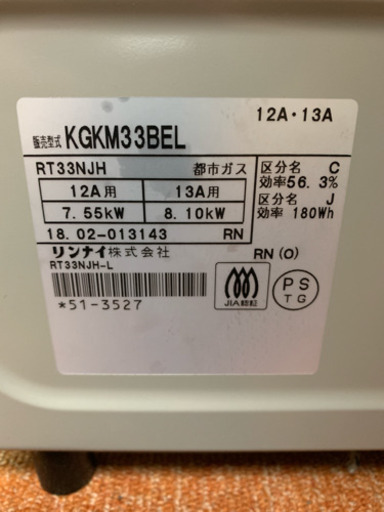 12A・13A
販売型式 KGKM33BEL
RT33NJH 都市ガス
12A用 13A用
7.55kW 8.10kW
区分名 C
効率56.3%
区分名 J
効率 180Wh
18.02-013143 RN
リンナイ株式会社 RN(O)
RT33NJH-L
*51-3527
JIA認証
PS
TG